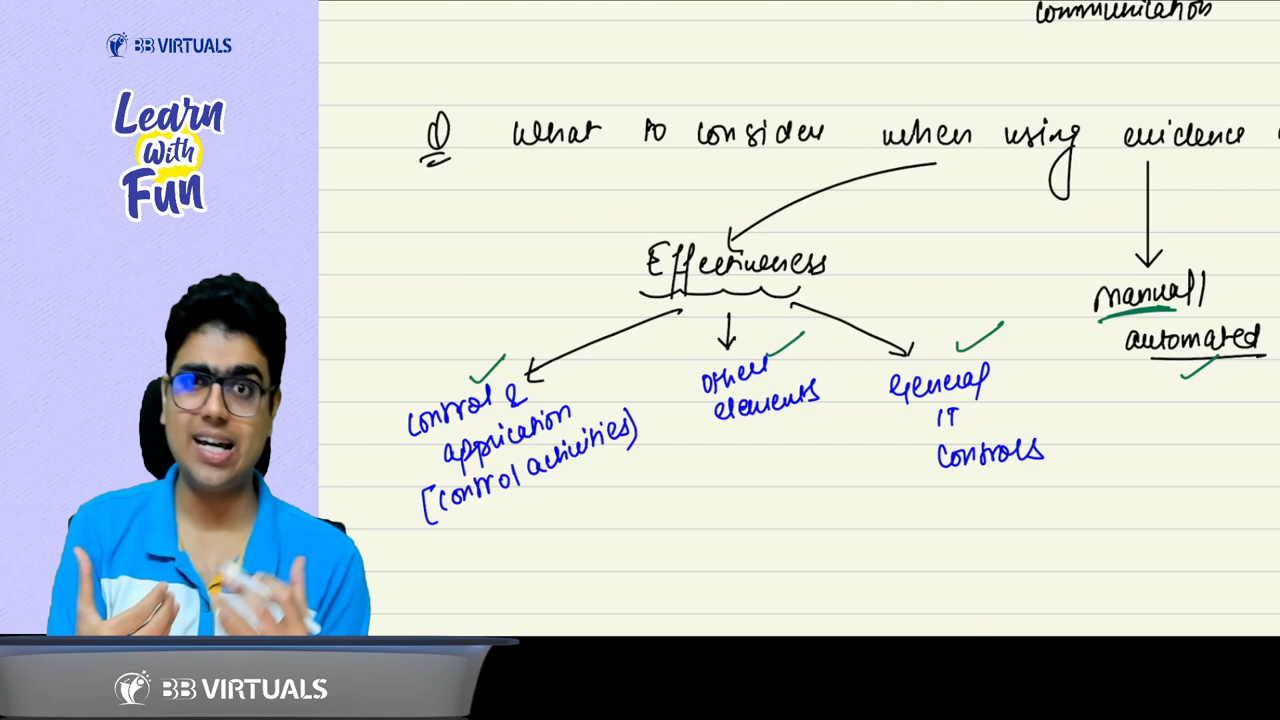 communication
BB VIRTUALS
Learn
With
Fun
Q What to consider when using evidence
Effectiveness
manual/
automated
control &
application
(control activities)
other
elements
General
IT
controls
BB VIRTUALS